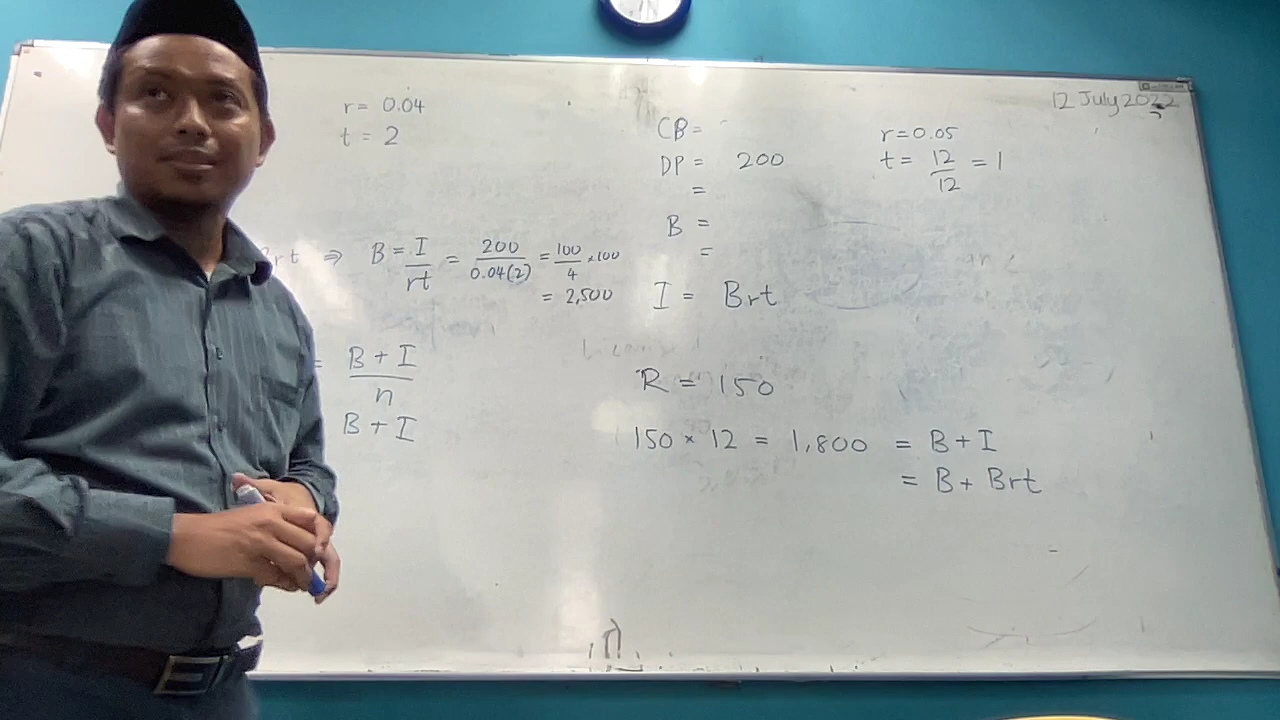 r = 0.04
t = 2
rt ⇒ B = I/rt = 200/0.04(2) = 100/4 × 100
= 2,500
= B + I/n
B + I
12 July 2022
CB =
DP = 200
=
B =
=
I = Brt
r = 0.05
t = 12/12 = 1
R = 150
150 × 12 = 1,800 = B + I
= B + Brt